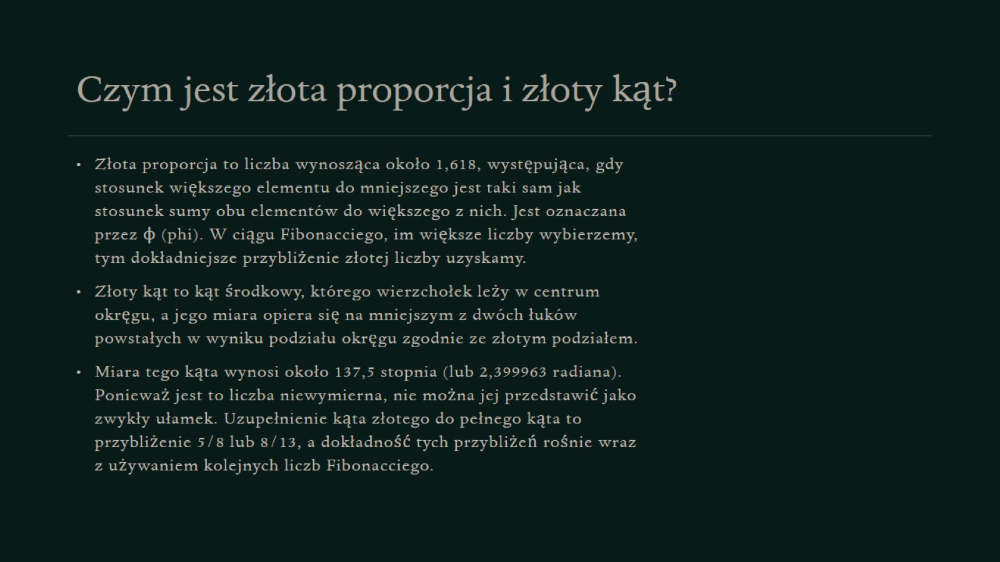 Czym jest złota proporcja i złoty kąt?
• Złota proporcja to liczba wynosząca około 1,618, występująca, gdy
stosunek większego elementu do mniejszego jest taki sam jak
stosunek sumy obu elementów do większego z nich. Jest oznaczana
przez ϕ (phi). W ciągu Fibonacciego, im większe liczby wybierzemy,
tym dokładniejsze przybliżenie złotej liczby uzyskamy.
• Złoty kąt to kąt środkowy, którego wierzchołek leży w centrum
okręgu, a jego miara opiera się na mniejszym z dwóch łuków
powstałych w wyniku podziału okręgu zgodnie ze złotym podziałem.
• Miara tego kąta wynosi około 137,5 stopnia (lub 2,399963 radiana).
Ponieważ jest to liczba niewymierna, nie można jej przedstawić jako
zwykły ułamek. Uzupełnienie kąta złotego do pełnego kąta to
przybliżenie 5/8 lub 8/13, a dokładność tych przybliżeń rośnie wraz
z używaniem kolejnych liczb Fibonacciego.